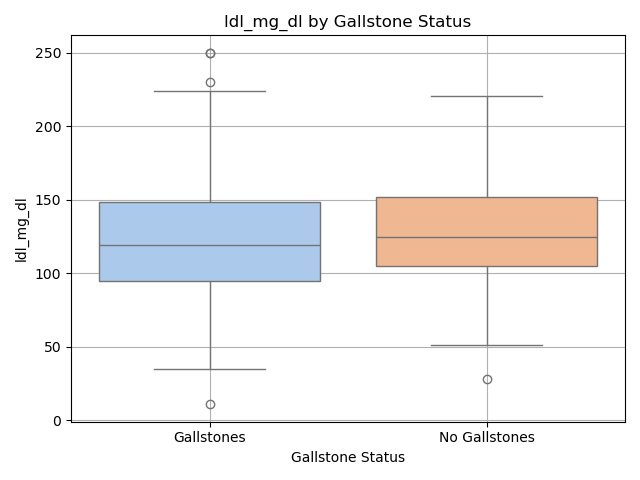 ldl_mg_dl by Gallstone Status
ldl_mg_dl
250
200
150
100
50
0
Gallstones
No Gallstones
Gallstone Status